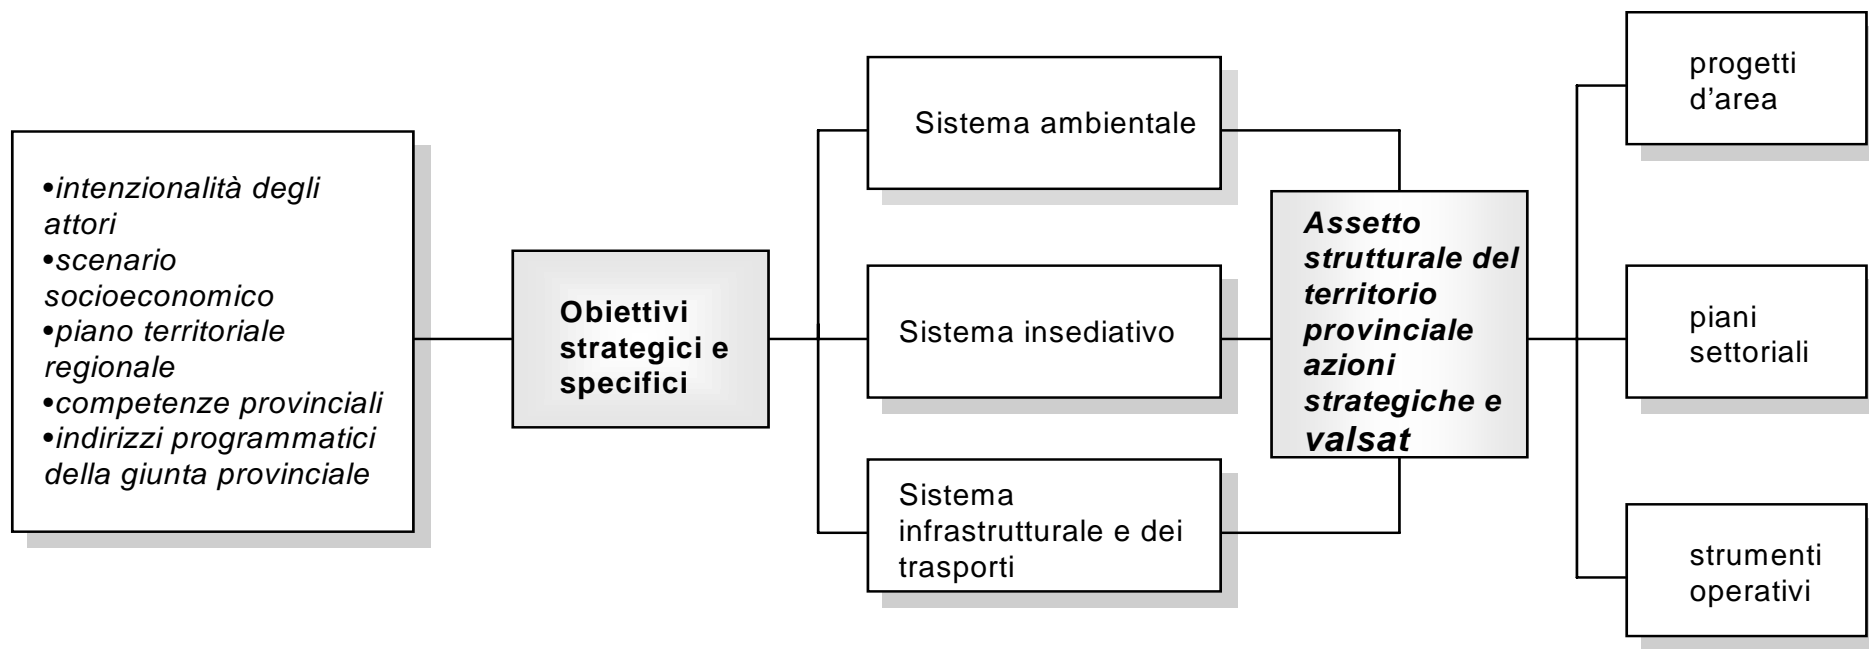 •intenzionalità degli
attori
•scenario
socioeconomico
•piano territoriale
regionale
•competenze provinciali
•indirizzi programmatici
della giunta provinciale
Obiettivi
strategici e
specifici
Sistema ambientale
Sistema insediativo
Sistema
infrastrutturale e dei
trasporti
Assetto
strutturale del
territorio
provinciale
azioni
strategiche e
valsat
progetti
d’area
piani
settoriali
strumenti
operativi